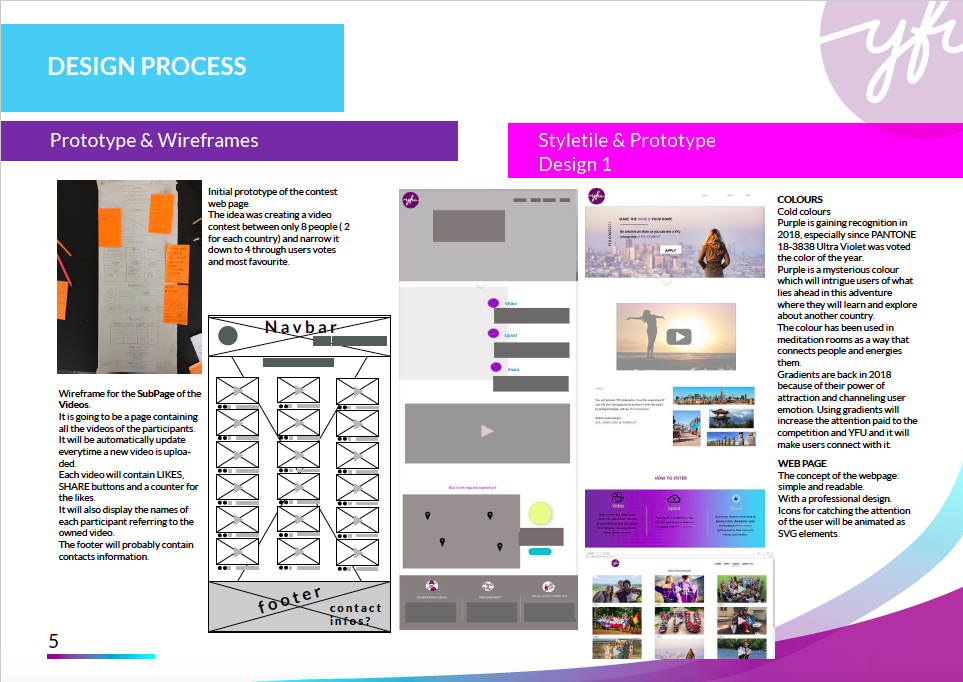 DESIGN PROCESS
yfu
Prototype & Wireframes
Styletile & Prototype
Design 1
Initial prototype of the contest
web page.
The idea was creating a video
contest between only 8 people ( 2
for each country) and narrow it
down to 4 through users votes
and most favourite.
Wireframe for the SubPage of the
Videos.
It is going to be a page containing
all the videos of the participants.
It will be automatically update
everytime a new video is uploa-
ded.
Each video will contain LIKES,
SHARE buttons and a counter for
the likes.
It will also display the names of
each participant referring to the
owned video.
The footer will probably contain
contacts information.
Navbar
footer
contact
infos?
yfu
Video
Upload
Share
Click on the map and experience it
yfu
MAKE THE WORLD YOUR HOME
APPLY
HOW TO ENTER
Video
Upload
Share
COLOURS
Cold colours
Purple is gaining recognition in
2018, especially since PANTONE
18-3838 Ultra Violet was voted
the color of the year.
Purple is a mysterious colour
which will intrigue users of what
lies ahead in this adventure
where they will learn and explore
about another country.
The colour has been used in
meditation rooms as a way that
connects people and energies
them.
Gradients are back in 2018
because of their power of
attraction and channeling user
emotion. Using gradients will
increase the attention paid to the
competition and YFU and it will
make users connect with it.
WEB PAGE
The concept of the webpage:
simple and readable.
With a professional design.
Icons for catching the attention
of the user will be animated as
SVG elements.
5